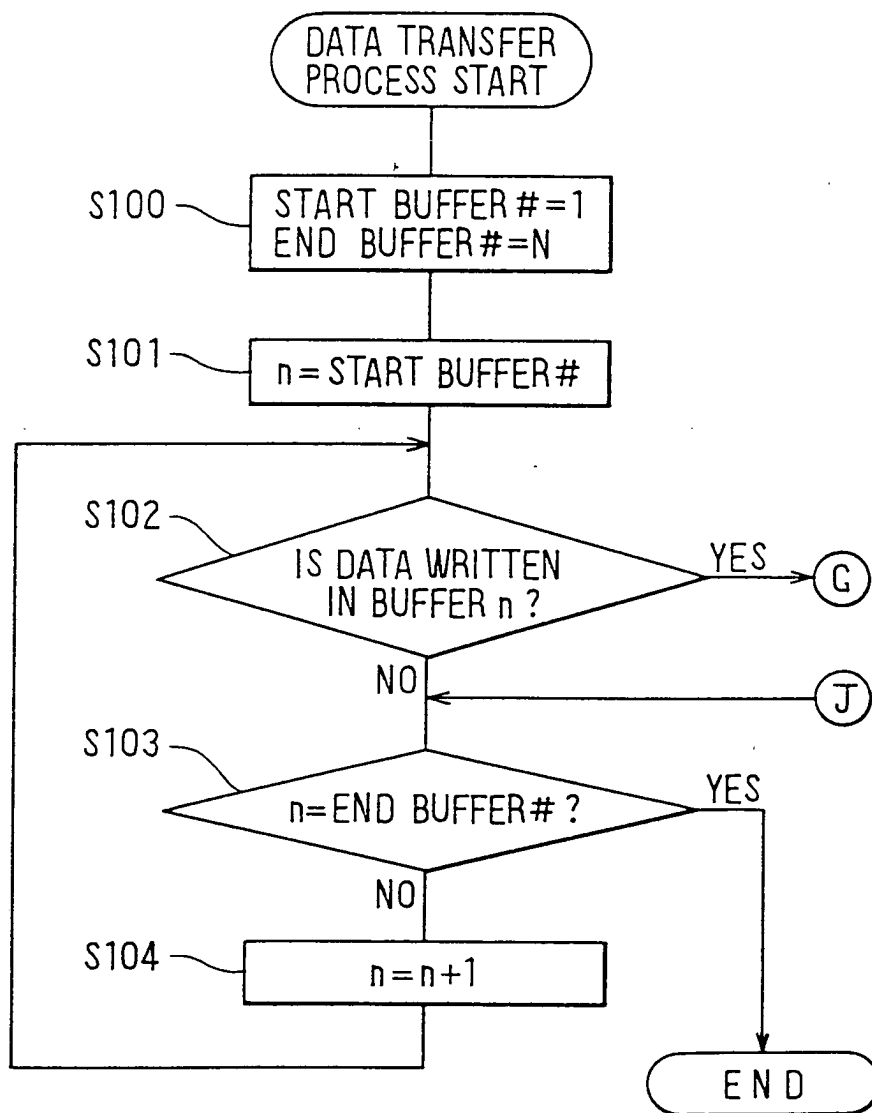 DATA TRANSFER
PROCESS START
S100
START BUFFER#=1
END BUFFER#=N
S101
n=START BUFFER#
S102
IS DATA WRITTEN
IN BUFFER n?
YES
G
NO
J
S103
n=END BUFFER#?
YES
NO
S104
n=n+1
END